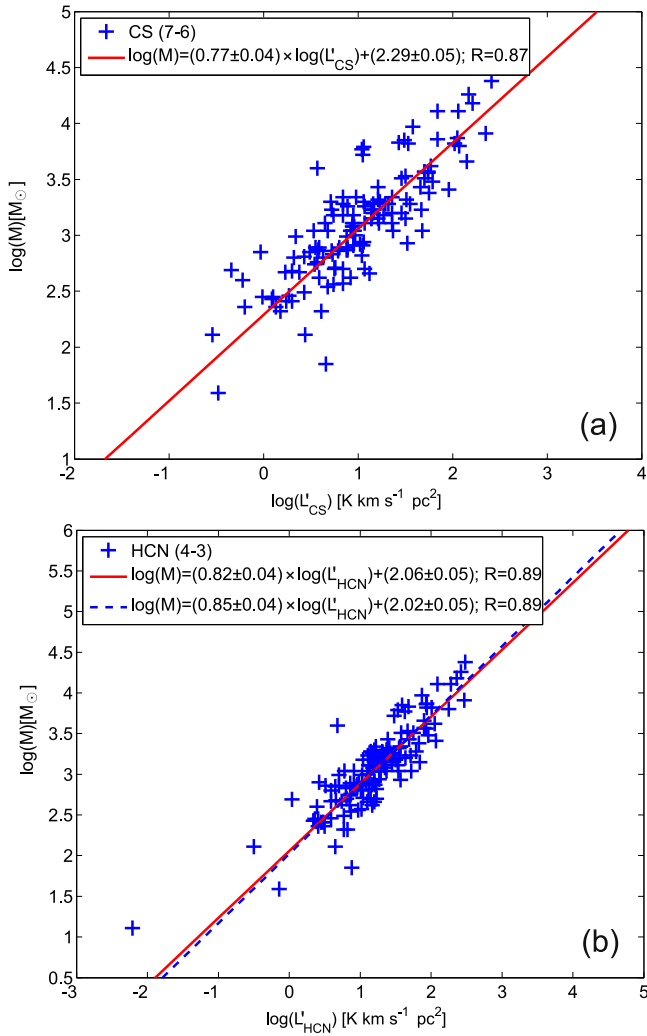 5
CS (7-6)
log(M)=(0.77±0.04)×log(L'CS)+(2.29±0.05); R=0.87
4.5
4
3.5
log(M)[M⊙]
3
2.5
2
1.5
(a)
1
-2 -1 0 1 2 3 4
log(L'CS) [K km s-1 pc2]
6
HCN (4-3)
5.5
log(M)=(0.82±0.04)×log(L'HCN)+(2.06±0.05); R=0.89
5
log(M)=(0.85±0.04)×log(L'HCN)+(2.02±0.05); R=0.89
4.5
4
3.5
log(M)[M⊙]
3
2.5
2
1.5
1
(b)
0.5
-3 -2 -1 0 1 2 3 4 5
log(L'HCN) [K km s-1 pc2]